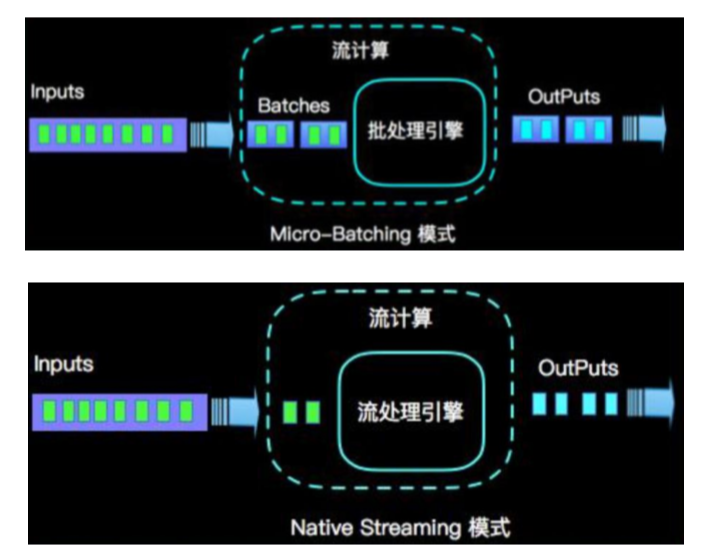 流计算
Inputs
Batches
OutPuts
批处理引擎
Micro-Batching 模式
流计算
Inputs
OutPuts
流处理引擎
Native Streaming 模式